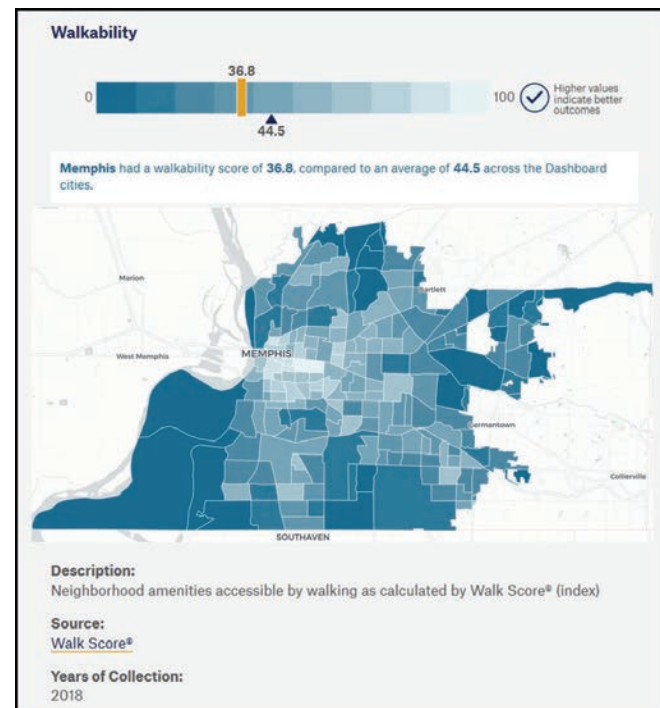 Walkability
36.8
0
100
Higher values
indicate better
outcomes
44.5
Memphis had a walkability score of 36.8, compared to an average of 44.5 across the Dashboard
cities.
Marion
Bartlett
West Memphis
MEMPHIS
Germantown
Collierville
SOUTHAVEN
Description:
Neighborhood amenities accessible by walking as calculated by Walk Score® (index)
Source:
Walk Score®
Years of Collection:
2018